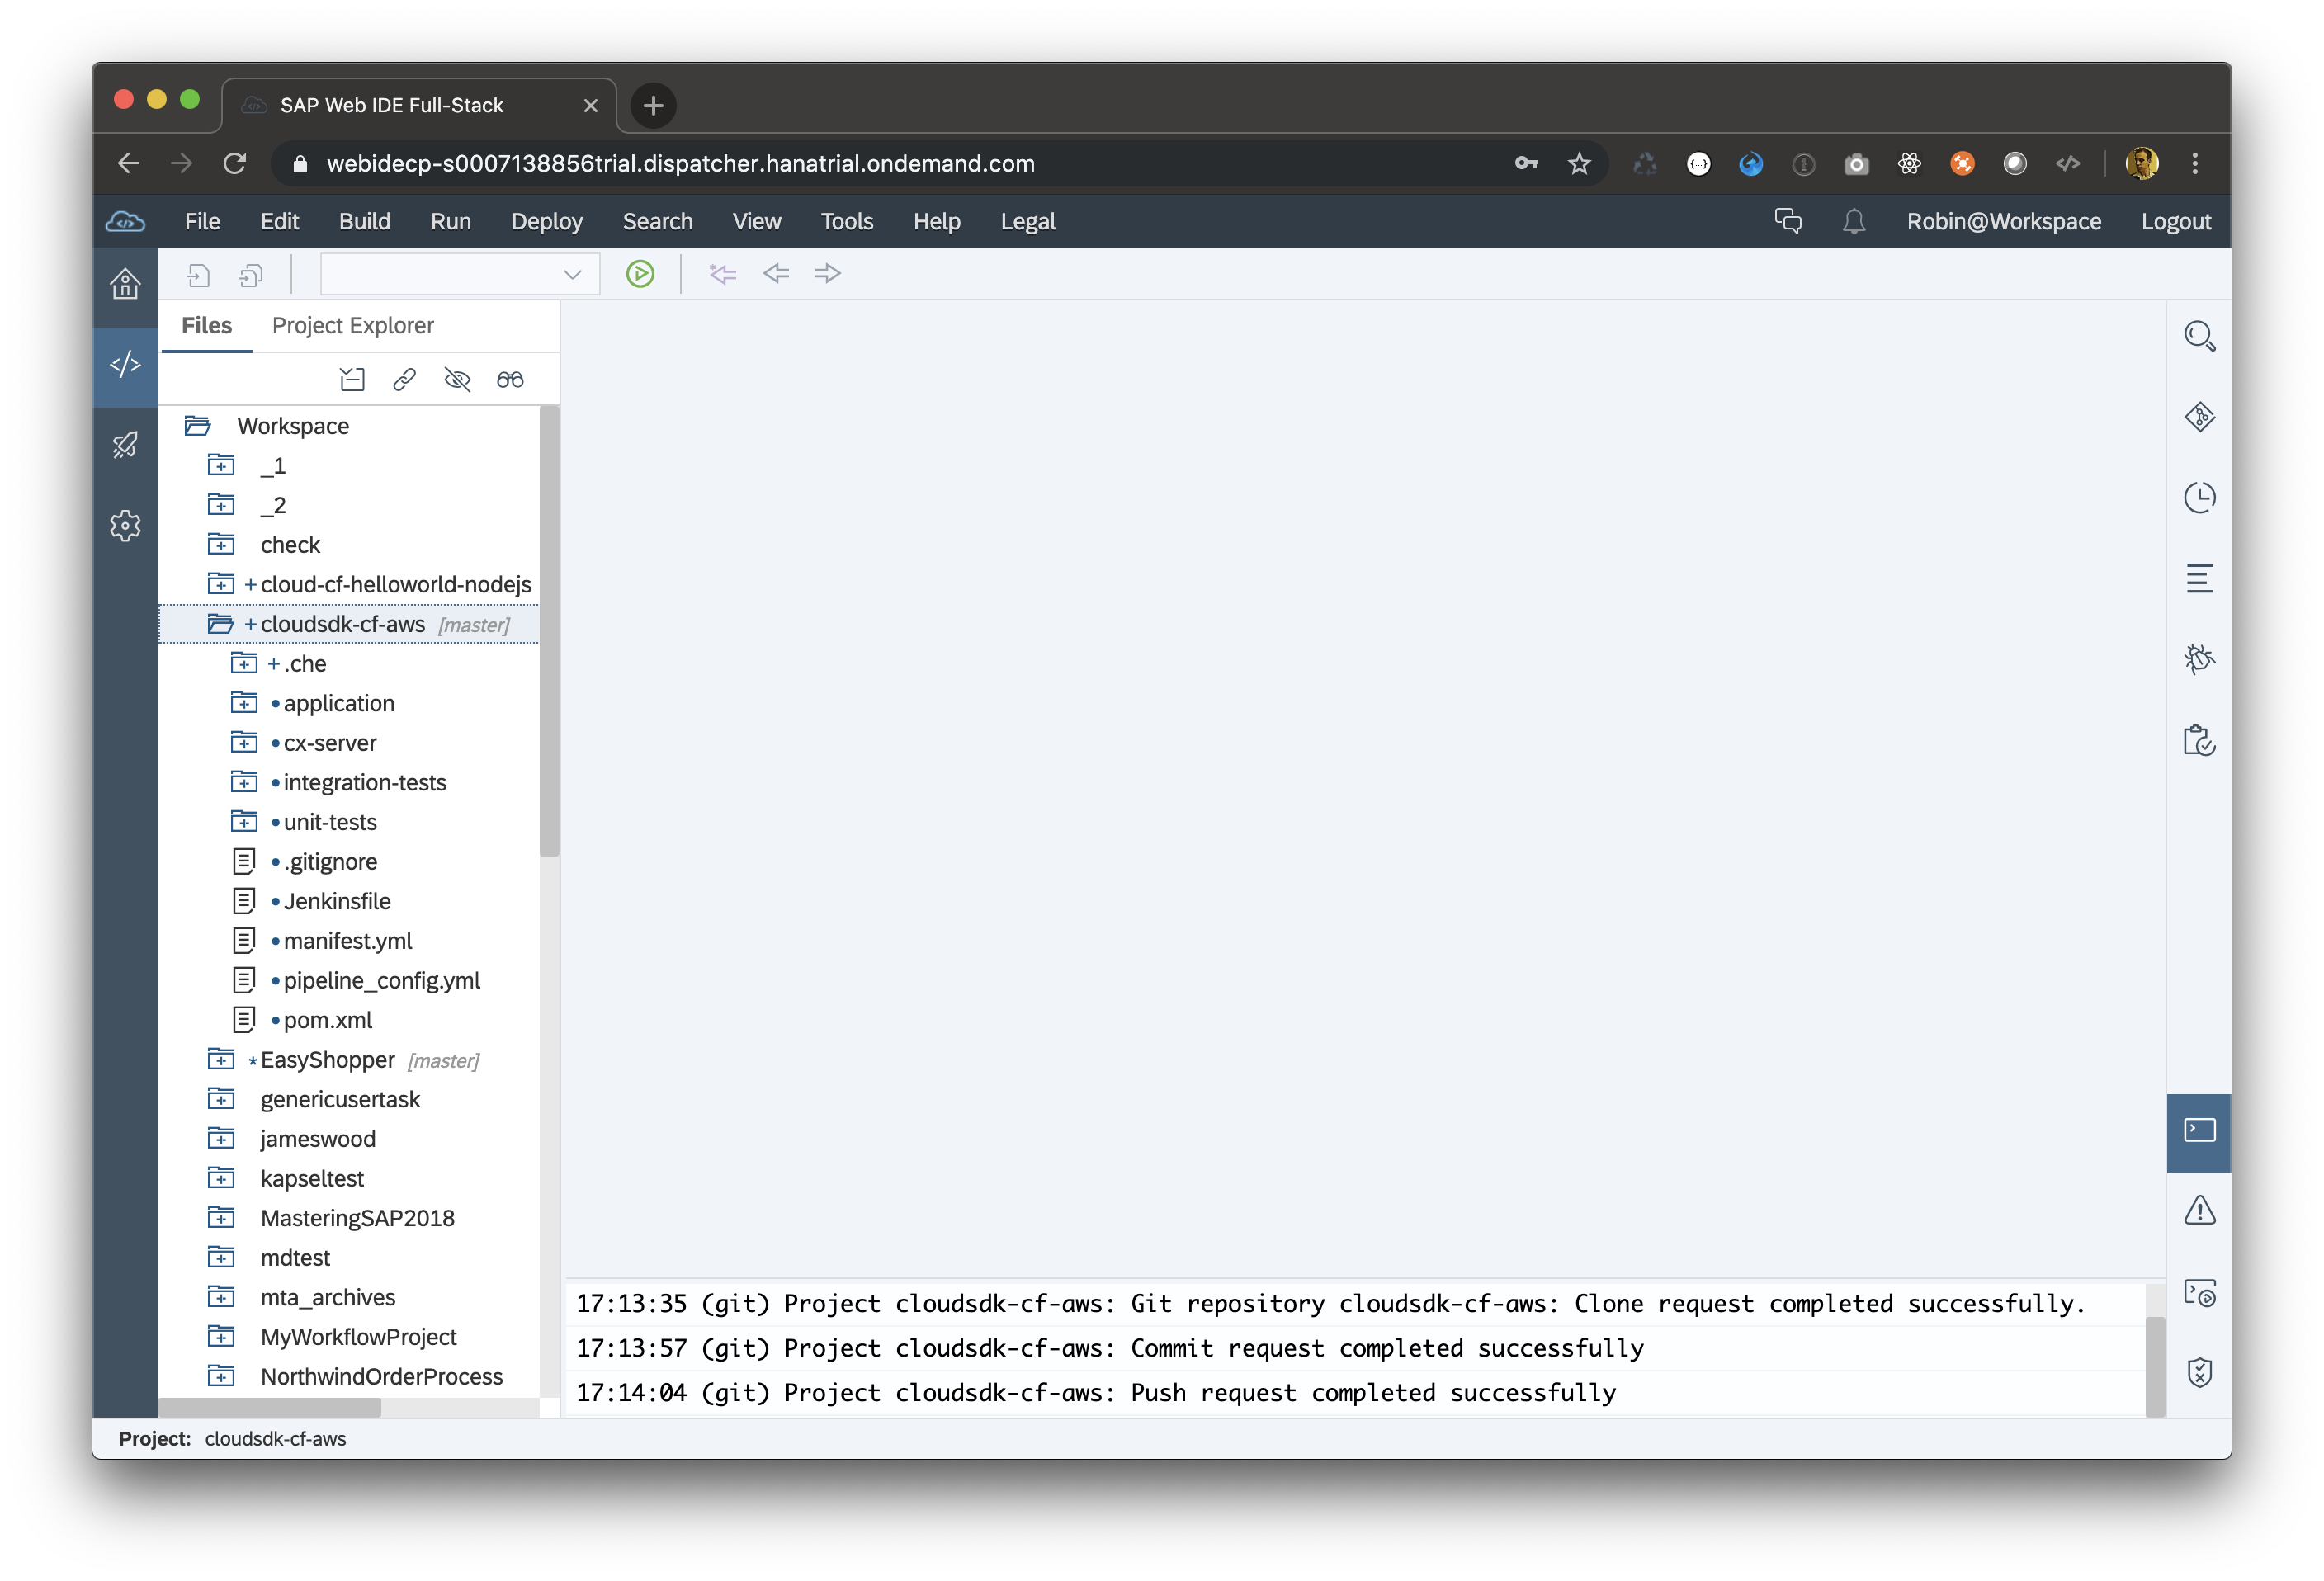 SAP Web IDE Full-Stack
webidecp-s0007138856trial.dispatcher.hanatrial.ondemand.com
File Edit Build Run Deploy Search View Tools Help Legal Robin@Workspace Logout
Files Project Explorer
Workspace
_1
_2
check
+ cloud-cf-helloworld-nodejs
+ cloudsdk-cf-aws [master]
+ .che
• application
• cx-server
• integration-tests
• unit-tests
• .gitignore
• Jenkinsfile
• manifest.yml
• pipeline_config.yml
• pom.xml
* EasyShopper [master]
genericusertask
jameswood
kapseltest
MasteringSAP2018
mdtest
mta_archives
MyWorkflowProject
NorthwindOrderProcess
17:13:35 (git) Project cloudsdk-cf-aws: Git repository cloudsdk-cf-aws: Clone request completed successfully.
17:13:57 (git) Project cloudsdk-cf-aws: Commit request completed successfully
17:14:04 (git) Project cloudsdk-cf-aws: Push request completed successfully
Project: cloudsdk-cf-aws